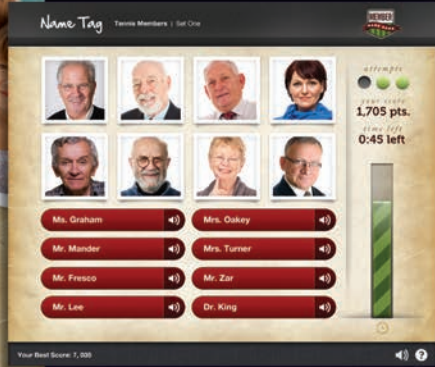 Name Tag Tennis Members | Set One
MEMBER
attempts
your score
1,705 pts.
time left
0:45 left
Ms. Graham
Mrs. Oakey
Mr. Mander
Mrs. Turner
Mr. Fresco
Mr. Zar
Mr. Lee
Dr. King
Your Best Score: 7,